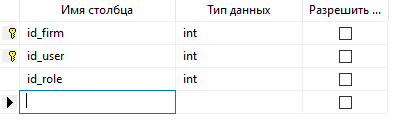 Имя столбца Тип данных Разрешить ...
id_firm int
id_user int
id_role int